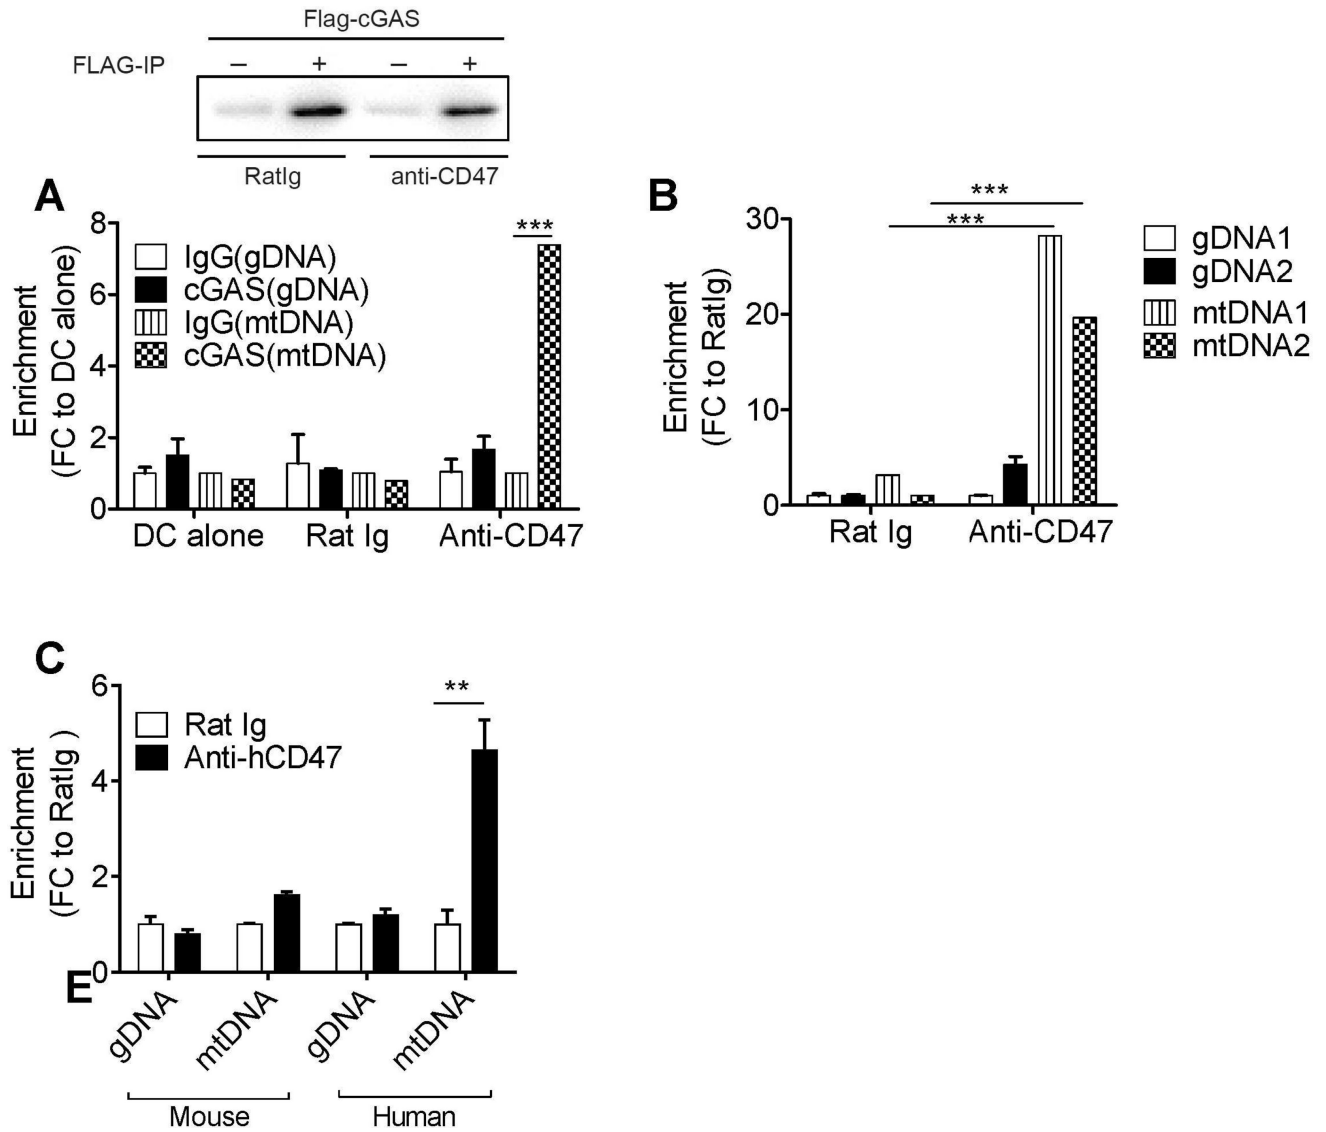 Flag-cGAS
FLAG-IP – + – +
RatIg anti-CD47
A
8
6
4
2
0
Enrichment
(FC to DC alone)
IgG(gDNA)
cGAS(gDNA)
IgG(mtDNA)
cGAS(mtDNA)
***
DC alone Rat Ig Anti-CD47
B
30
20
10
0
Enrichment
(FC to RatIg)
***
***
gDNA1
gDNA2
mtDNA1
mtDNA2
Rat Ig Anti-CD47
C
6
4
2
0
Enrichment
(FC to RatIg )
Rat Ig
Anti-hCD47
**
E
gDNA mtDNA gDNA mtDNA
Mouse Human